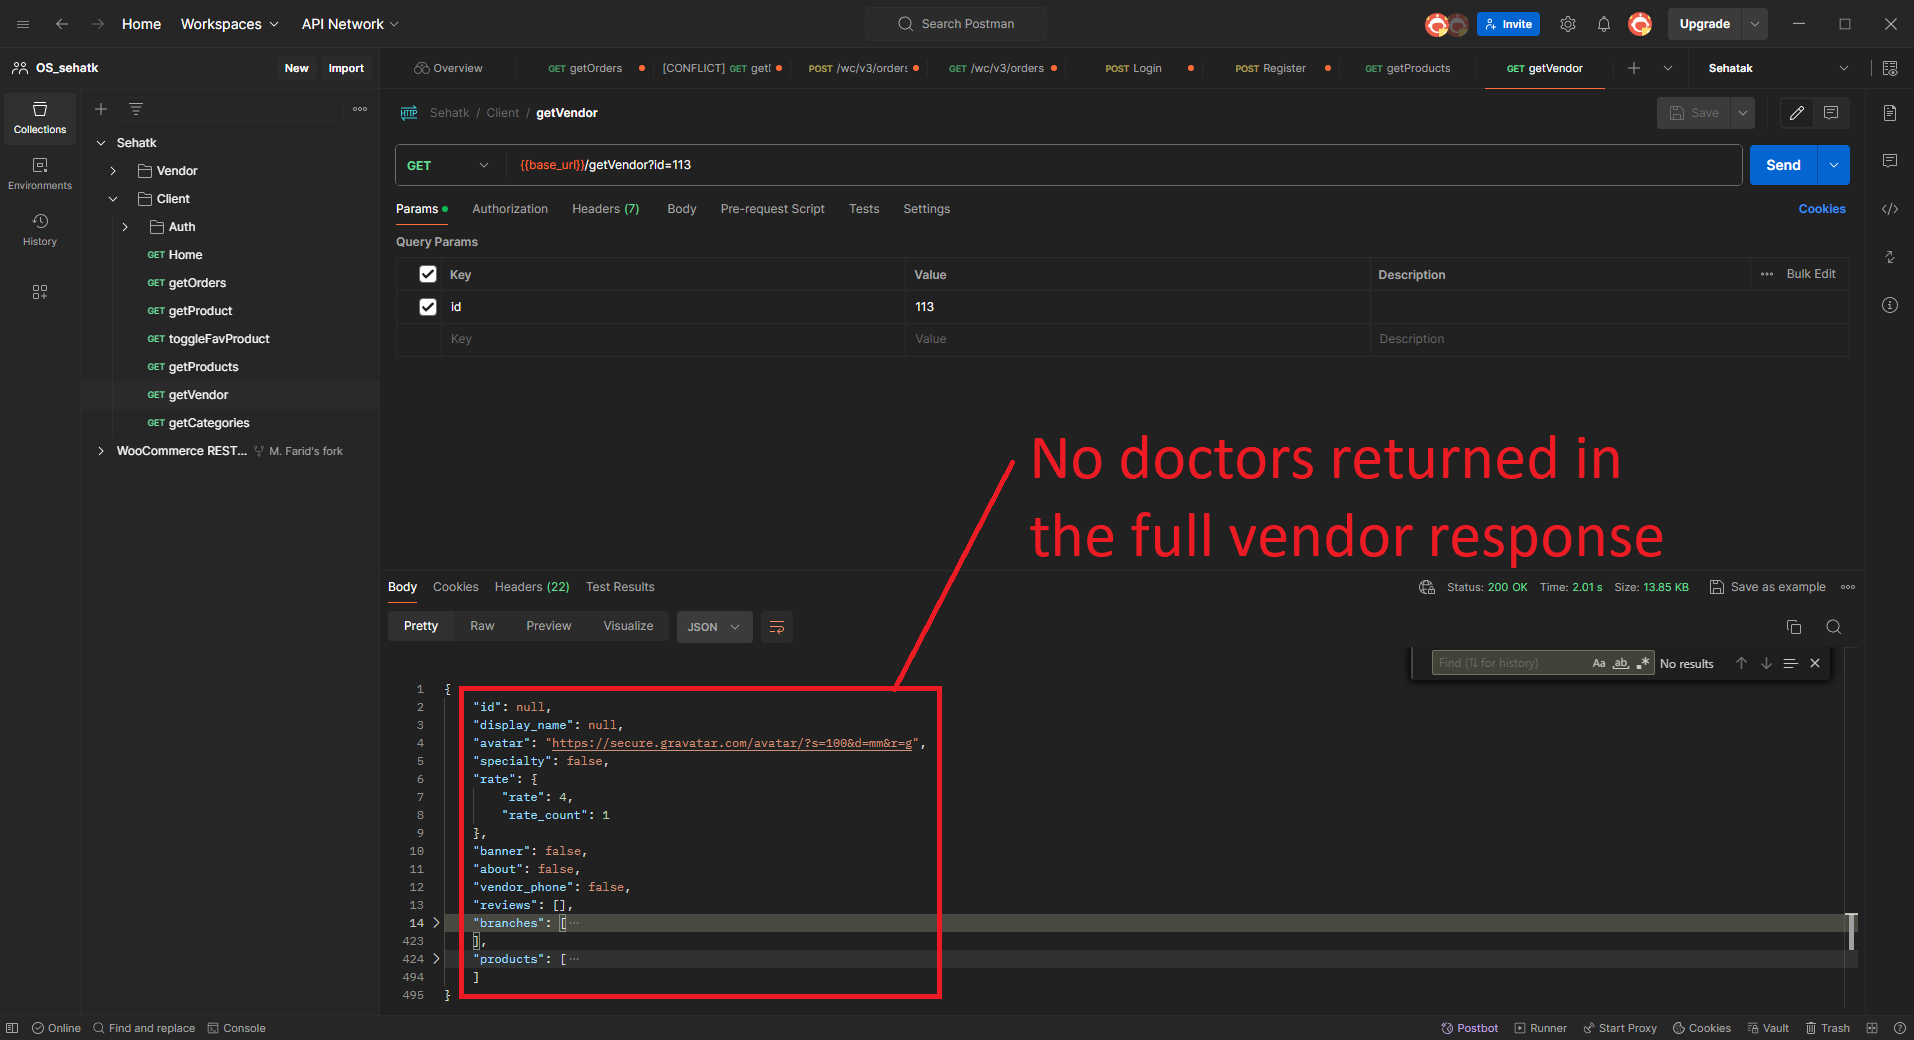 Home Workspaces API Network Search Postman Invite Upgrade
OS_sehatk New Import
Overview GET getOrders [CONFLICT] GET get POST /wc/v3/orders GET /wc/v3/orders POST Login POST Register GET getProducts GET getVendor Sehatak
Collections
Environments
History
Sehatk
Vendor
Client
Auth
GET Home
GET getOrders
GET getProduct
GET toggleFavProduct
GET getProducts
GET getVendor
GET getCategories
WooCommerce REST... M. Farid's fork
Sehatk / Client / getVendor Save
GET {{base_url}}/getVendor?id=113 Send
Params Authorization Headers (7) Body Pre-request Script Tests Settings Cookies
Query Params
Key Value Description Bulk Edit
id 113
Key Value Description
No doctors returned in
the full vendor response
Body Cookies Headers (22) Test Results Status: 200 OK Time: 2.01 s Size: 13.85 KB Save as example
Pretty Raw Preview Visualize JSON
Find (⇅ for history) Aa ab .* No results
1 {
2 "id": null,
3 "display_name": null,
4 "avatar": "https://secure.gravatar.com/avatar/?s=100&d=mm&r=g",
5 "specialty": false,
6 "rate": {
7 "rate": 4,
8 "rate_count": 1
9 },
10 "banner": false,
11 "about": false,
12 "vendor_phone": false,
13 "reviews": [],
14 "branches": [ ...
423 ],
424 "products": [ ...
494 ]
495 }
Online Find and replace Console Postbot Runner Start Proxy Cookies Vault Trash